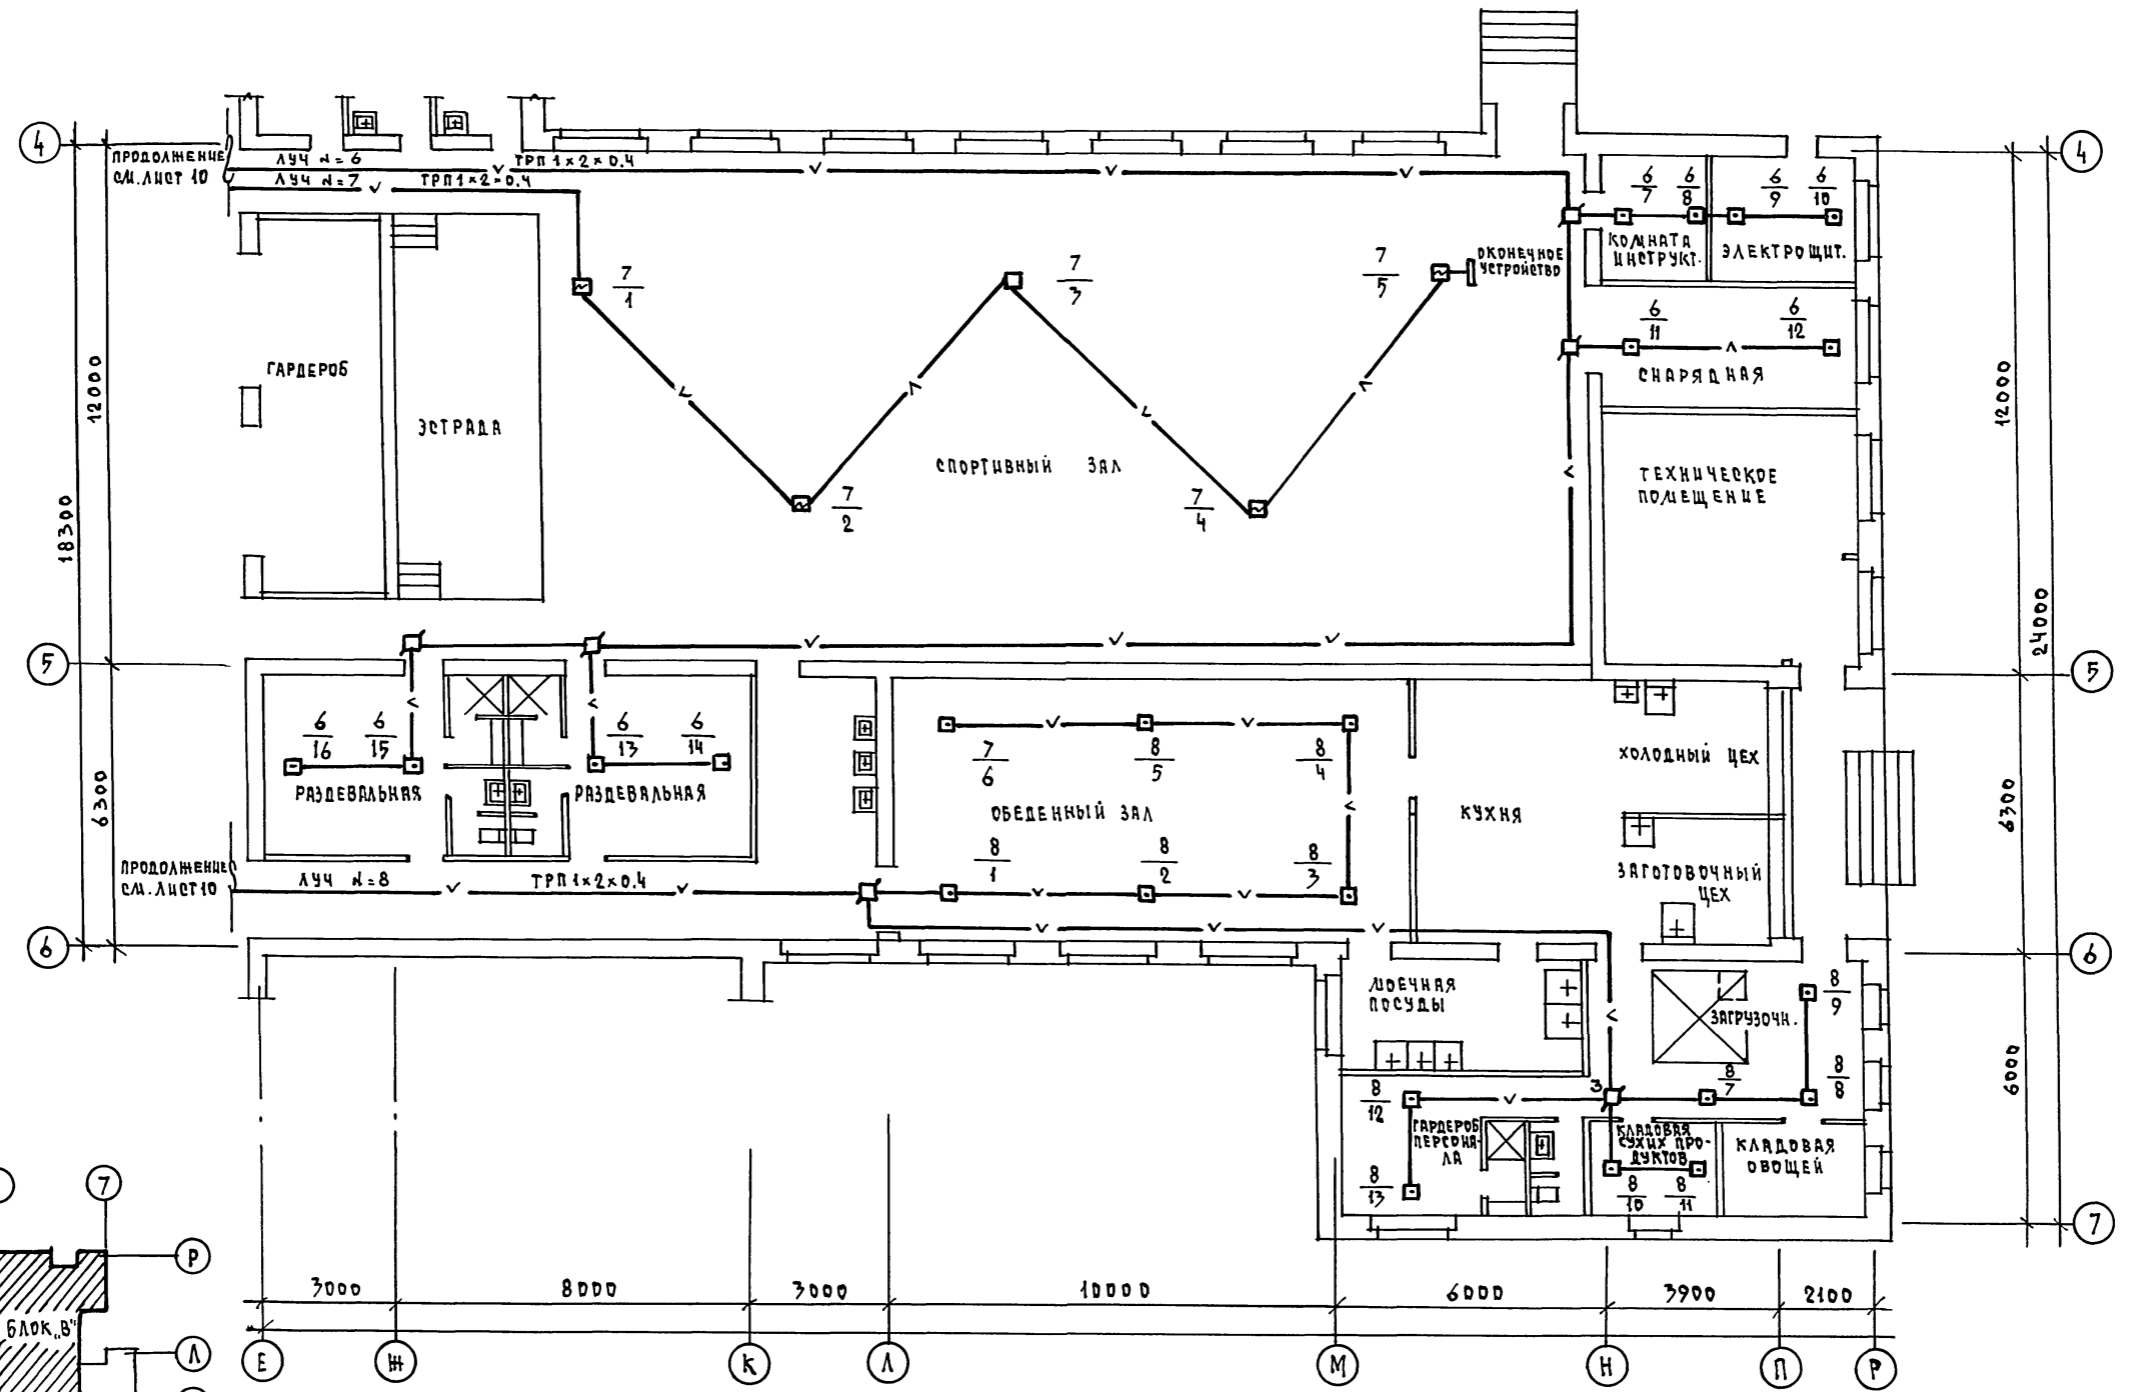 4
4
ПРОДОЛЖЕНИЕ
СМ. ЛИСТ 10
ЛУЧ N=6
ТРП 1×2×0.4
ЛУЧ N=7
ТРП 1×2×0.4
6/7
6/8
6/9
6/10
КОМНАТА
ИНСТРУКТ.
ЭЛЕКТРОЩИТ.
ОКОНЕЧНОЕ
УСТРОЙСТВО
7/1
7/3
7/5
6/11
6/12
СНАРЯДНАЯ
ГАРДЕРОБ
ЭСТРАДА
СПОРТИВНЫЙ ЗАЛ
7/2
7/4
ТЕХНИЧЕСКОЕ
ПОМЕЩЕНИЕ
12000
18300
12000
24000
5
5
6/16
6/15
6/13
6/14
РАЗДЕВАЛЬНАЯ
РАЗДЕВАЛЬНАЯ
7/6
8/5
8/4
ОБЕДЕННЫЙ ЗАЛ
КУХНЯ
ХОЛОДНЫЙ ЦЕХ
ЗАГОТОВОЧНЫЙ
ЦЕХ
6300
6300
8/1
8/2
8/3
ПРОДОЛЖЕНИЕ
СМ. ЛИСТ 10
ЛУЧ N=8
ТРП 1×2×0.4
6
6
МОЕЧНАЯ
ПОСУДЫ
ЗАГРУЗОЧН.
8/9
8/8
8/7
3
8/12
ГАРДЕРОБ
ПЕРСОНА-
ЛА
8/13
КЛАДОВАЯ
СУХИХ ПРО-
ДУКТОВ
8/10
8/11
КЛАДОВАЯ
ОВОЩЕЙ
6000
7
7
Р
БЛОК „В"
Л
3000
8000
3000
10000
6000
3900
2100
Е
Ж
К
Л
М
Н
П
Р